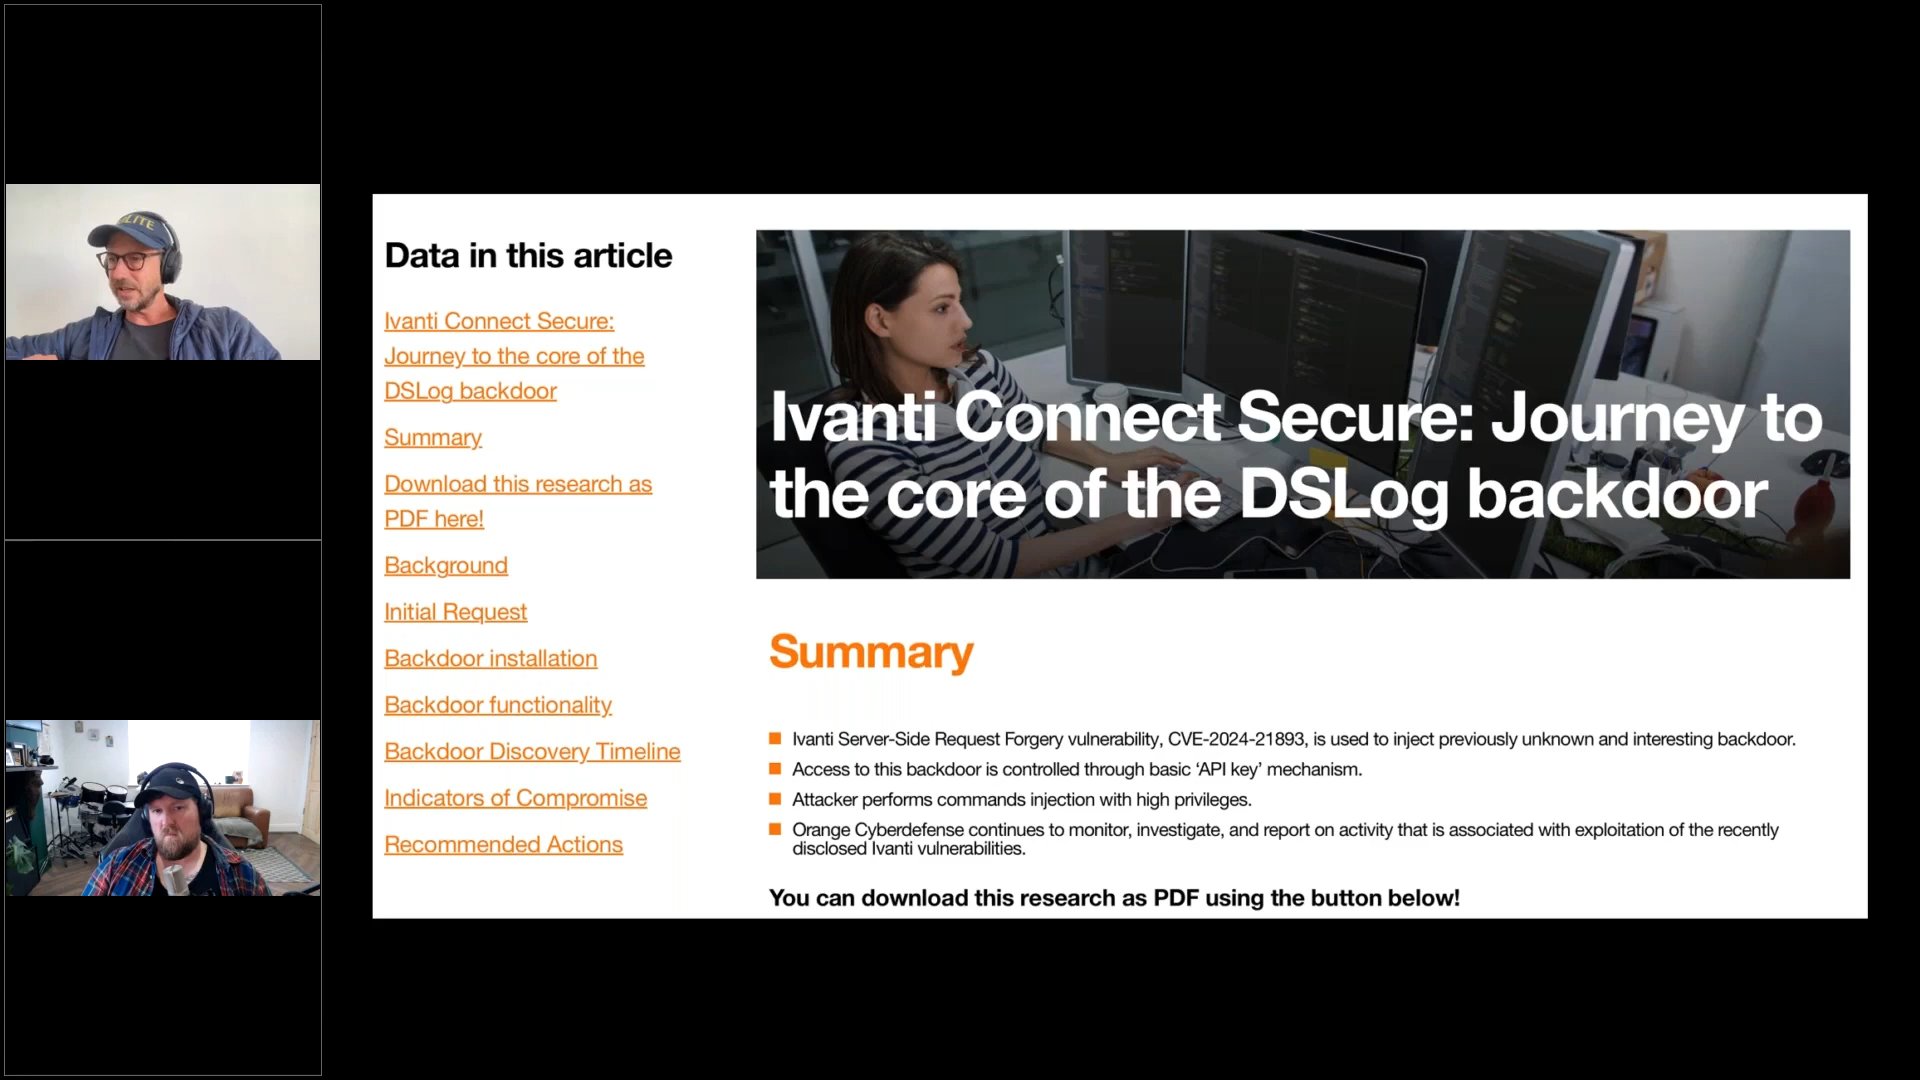 Data in this article
Ivanti Connect Secure:
Journey to the core of the
DSLog backdoor
Summary
Download this research as
PDF here!
Background
Initial Request
Backdoor installation
Backdoor functionality
Backdoor Discovery Timeline
Indicators of Compromise
Recommended Actions
Ivanti Connect Secure: Journey to
the core of the DSLog backdoor
Summary
Ivanti Server-Side Request Forgery vulnerability, CVE-2024-21893, is used to inject previously unknown and interesting backdoor.
Access to this backdoor is controlled through basic ‘API key’ mechanism.
Attacker performs commands injection with high privileges.
Orange Cyberdefense continues to monitor, investigate, and report on activity that is associated with exploitation of the recently
disclosed Ivanti vulnerabilities.
You can download this research as PDF using the button below!